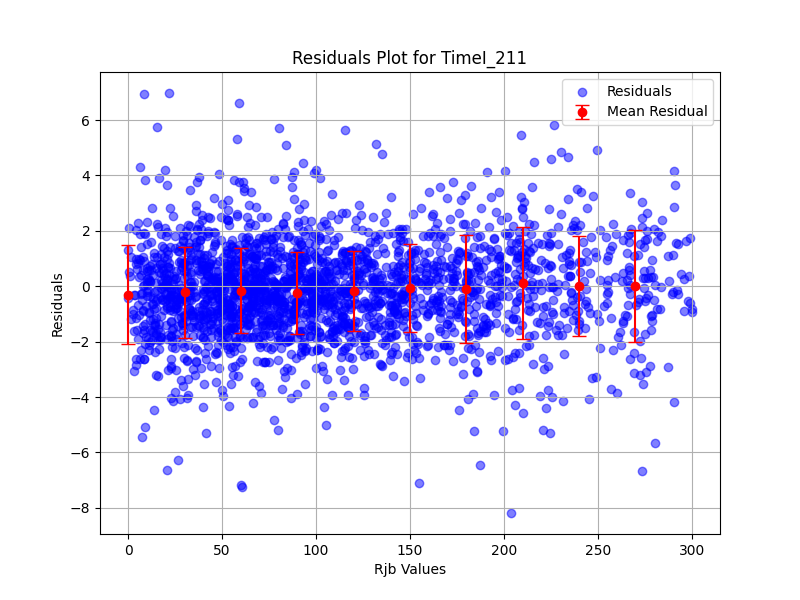 Residuals Plot for TimeI_211
Residuals
Mean Residual
6
4
2
0
−2
−4
−6
−8
Residuals
0 50 100 150 200 250 300
Rjb Values